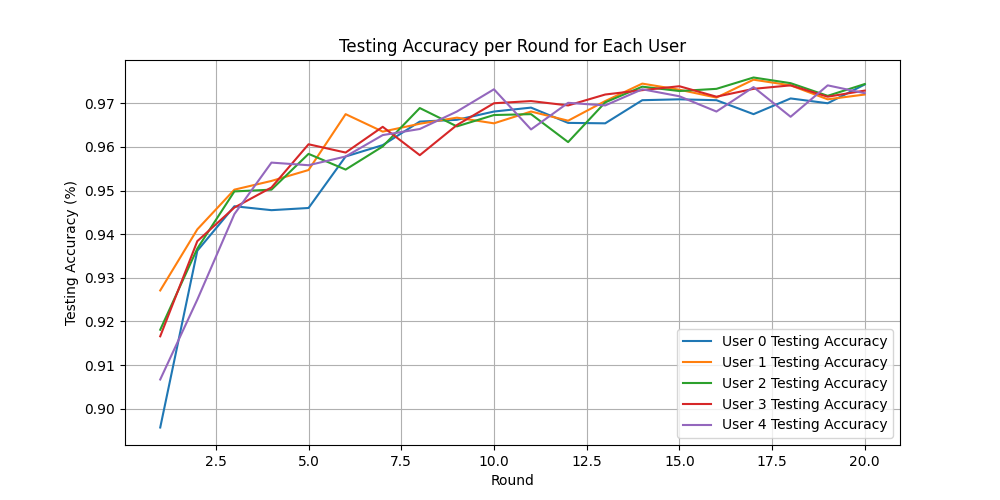 Testing Accuracy per Round for Each User
Testing Accuracy (%)
0.97
0.96
0.95
0.94
0.93
0.92
0.91
0.90
User 0 Testing Accuracy
User 1 Testing Accuracy
User 2 Testing Accuracy
User 3 Testing Accuracy
User 4 Testing Accuracy
2.5 5.0 7.5 10.0 12.5 15.0 17.5 20.0
Round